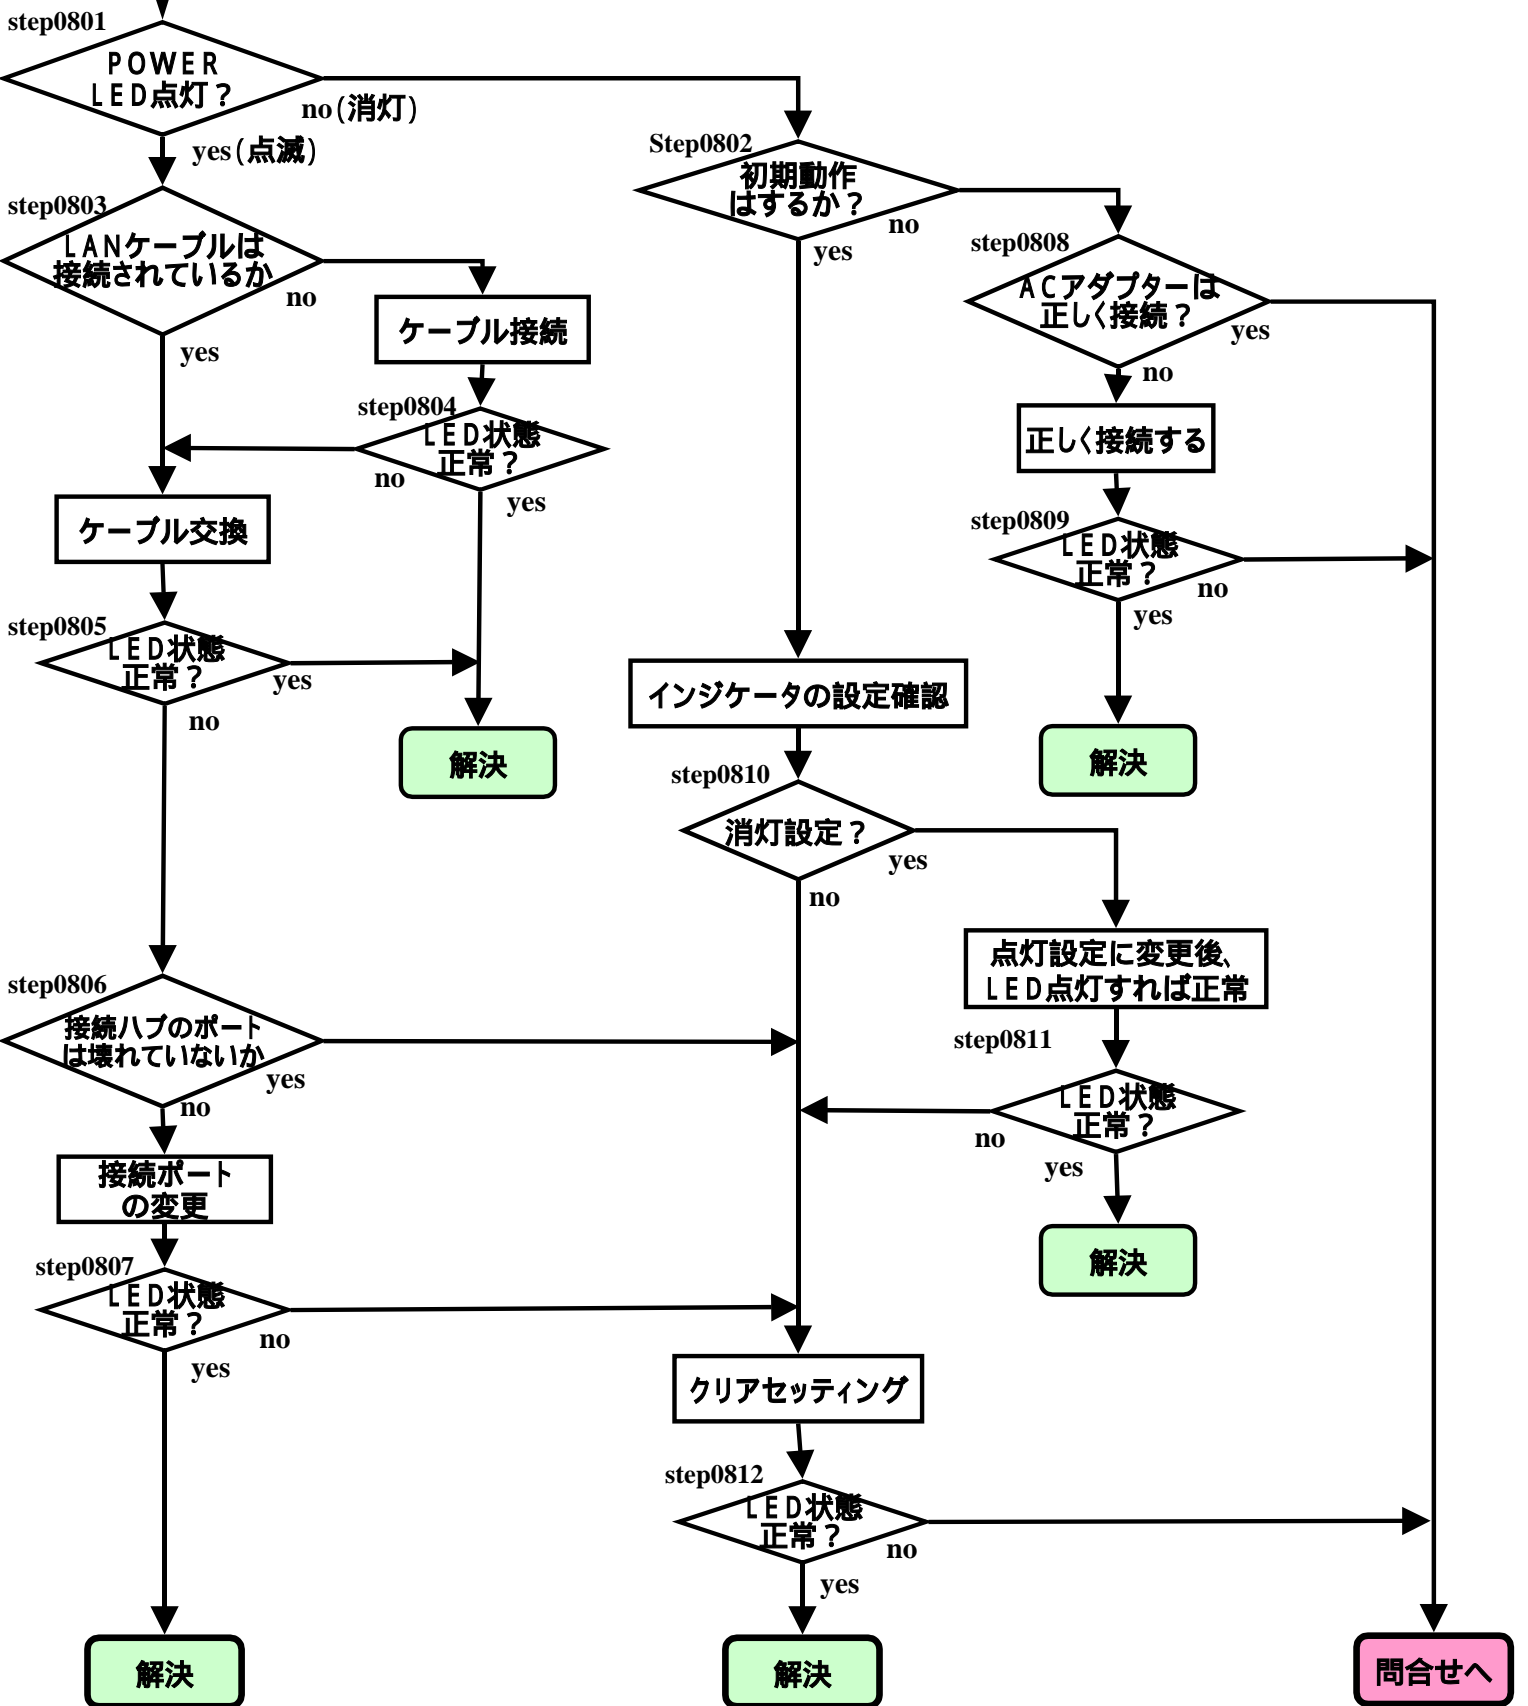 step0801
ＰＯＷＥＲ
ＬＥＤ点灯？
no(消灯)
yes(点滅)
Step0802
初期動作
はするか？
no
yes
step0803
ＬＡＮケーブルは
接続されているか
no
yes
ケーブル接続
step0804
ＬＥＤ状態
正常？
no
yes
step0808
ＡＣアダプターは
正しく接続？
yes
no
正しく接続する
step0809
ＬＥＤ状態
正常？
no
yes
解決
ケーブル交換
step0805
ＬＥＤ状態
正常？
yes
no
解決
インジケータの設定確認
step0810
消灯設定？
yes
no
点灯設定に変更後、
ＬＥＤ点灯すれば正常
step0811
ＬＥＤ状態
正常？
no
yes
解決
step0806
接続ハブのポート
は壊れていないか
yes
no
接続ポート
の変更
step0807
ＬＥＤ状態
正常？
no
yes
クリアセッティング
step0812
ＬＥＤ状態
正常？
no
yes
解決
解決
問合せへ